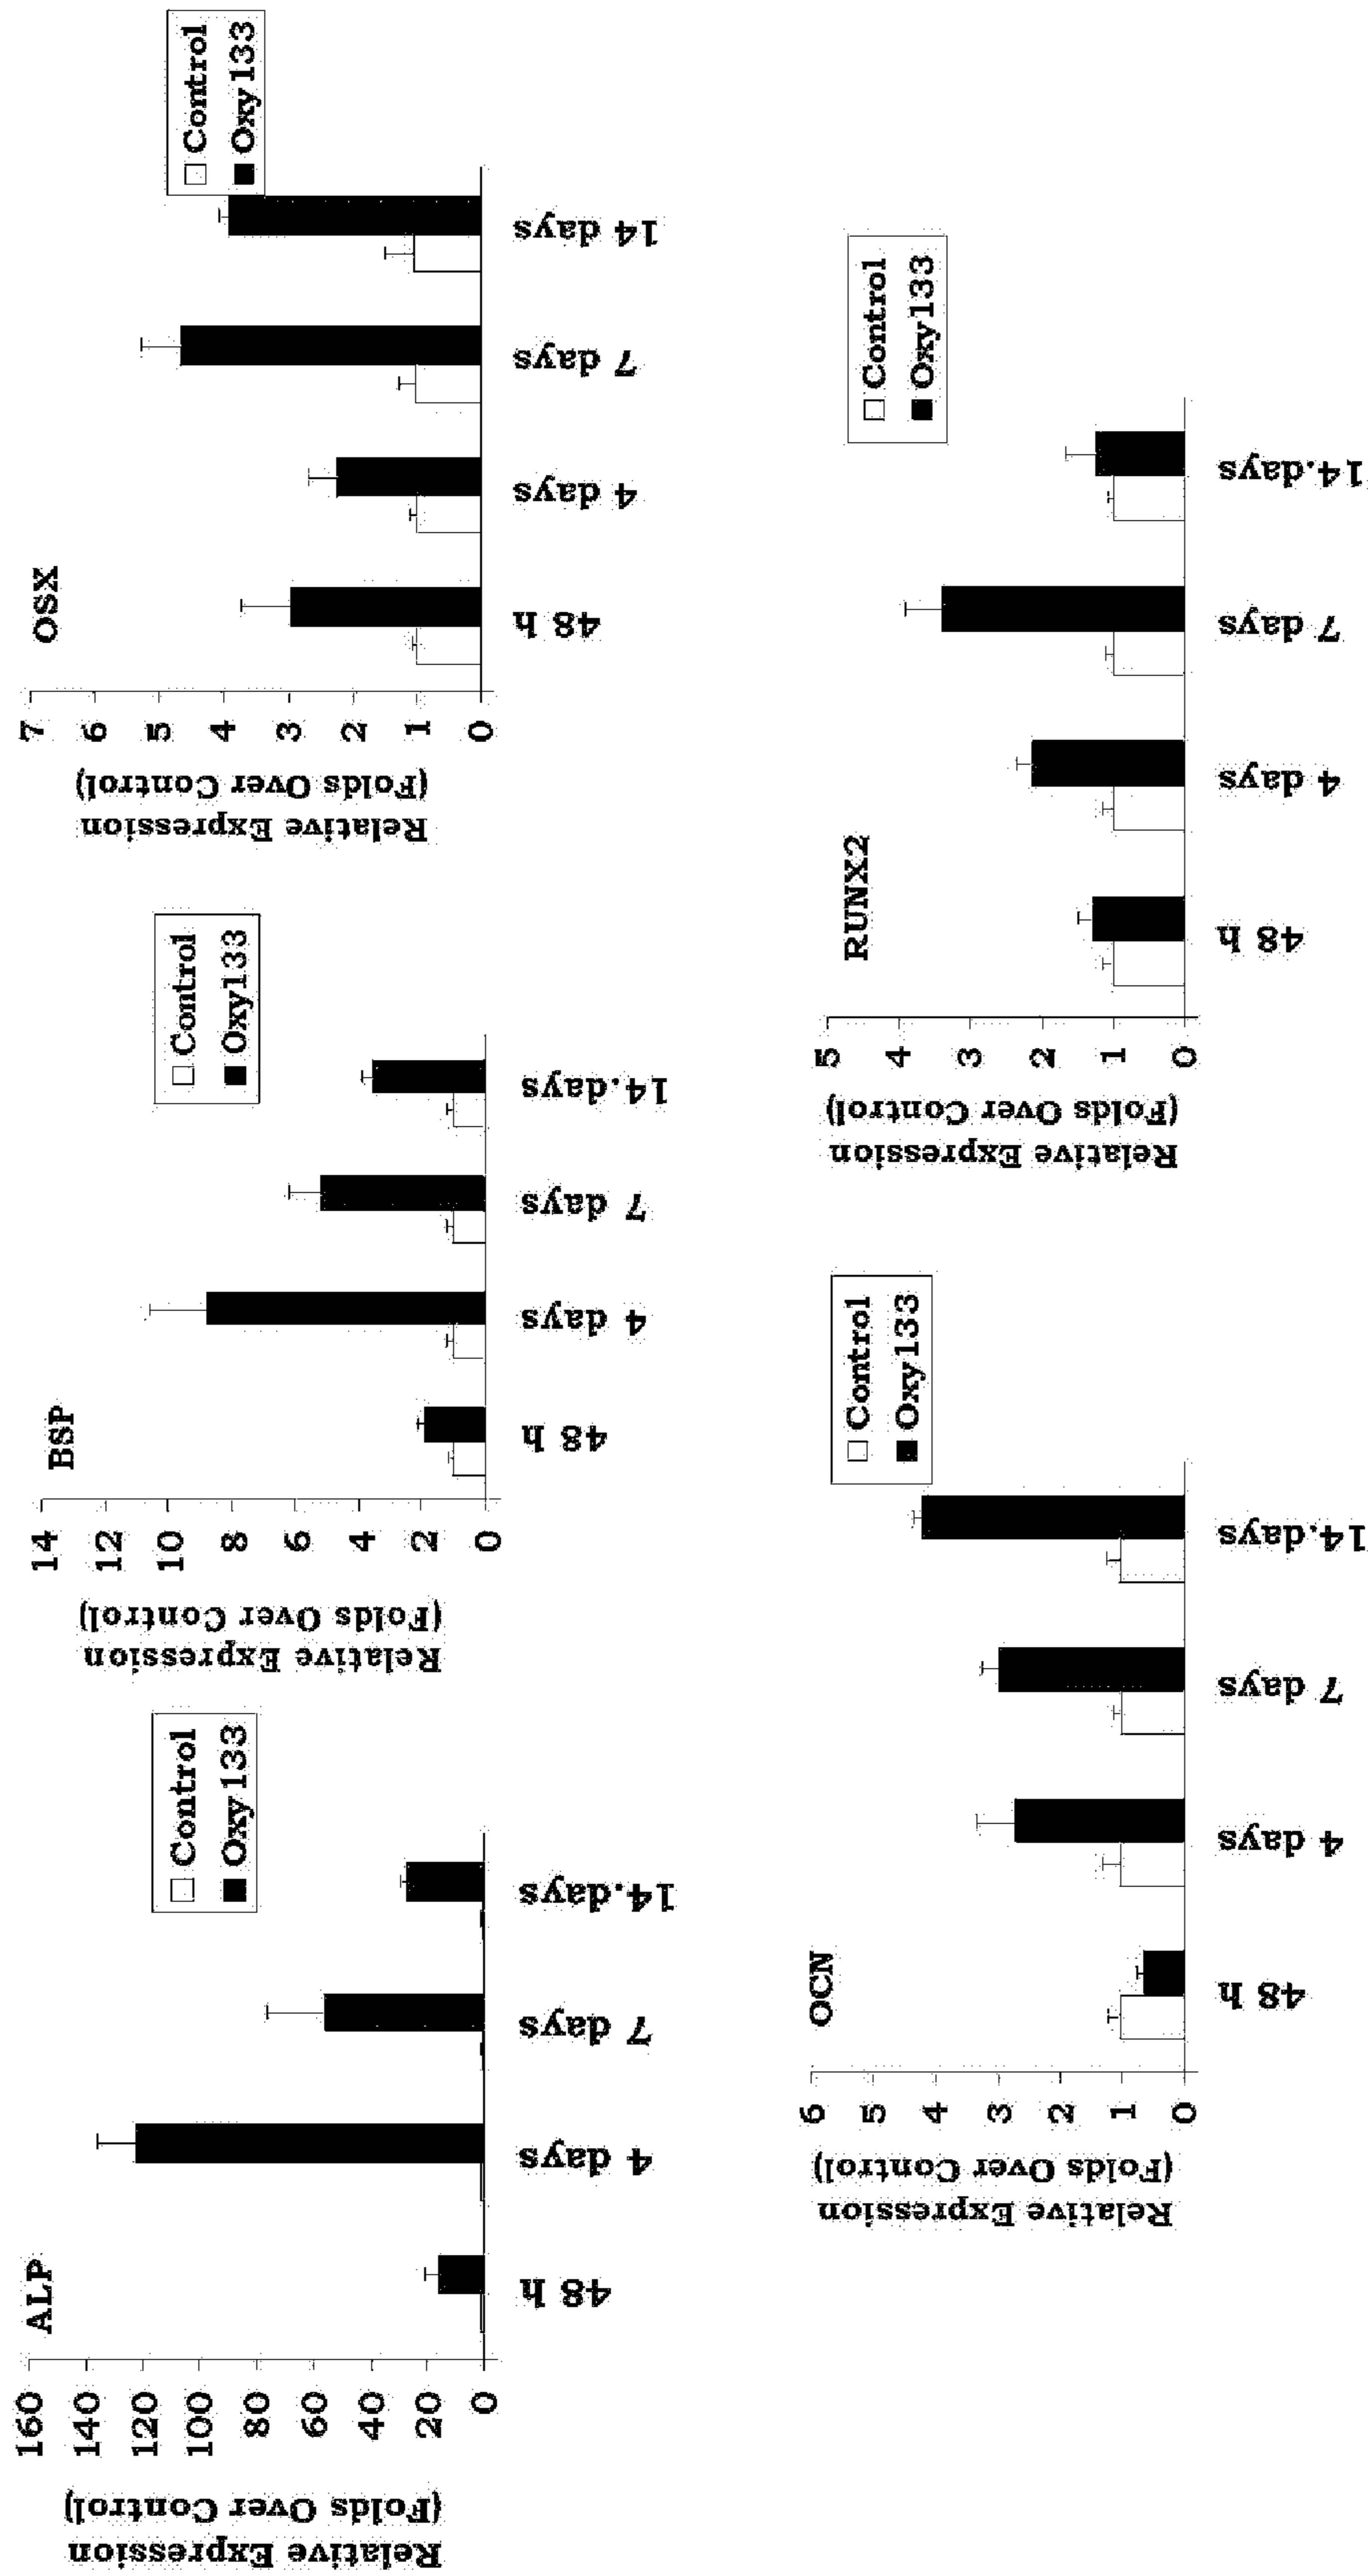 ALP
Relative Expression
(Folds Over Control)
160
140
120
100
80
60
40
20
0
48 h
4 days
7 days
14.days
Control
Oxy133
BSP
Relative Expression
(Folds Over Control)
14
12
10
8
6
4
2
0
48 h
4 days
7 days
14.days
Control
Oxy133
OSX
Relative Expression
(Folds Over Control)
7
6
5
4
3
2
1
0
48 h
4 days
7 days
14 days
Control
Oxy133
OCN
Relative Expression
(Folds Over Control)
6
5
4
3
2
1
0
48 h
4 days
7 days
14.days
Control
Oxy133
RUNX2
Relative Expression
(Folds Over Control)
5
4
3
2
1
0
48 h
4 days
7 days
14.days
Control
Oxy133